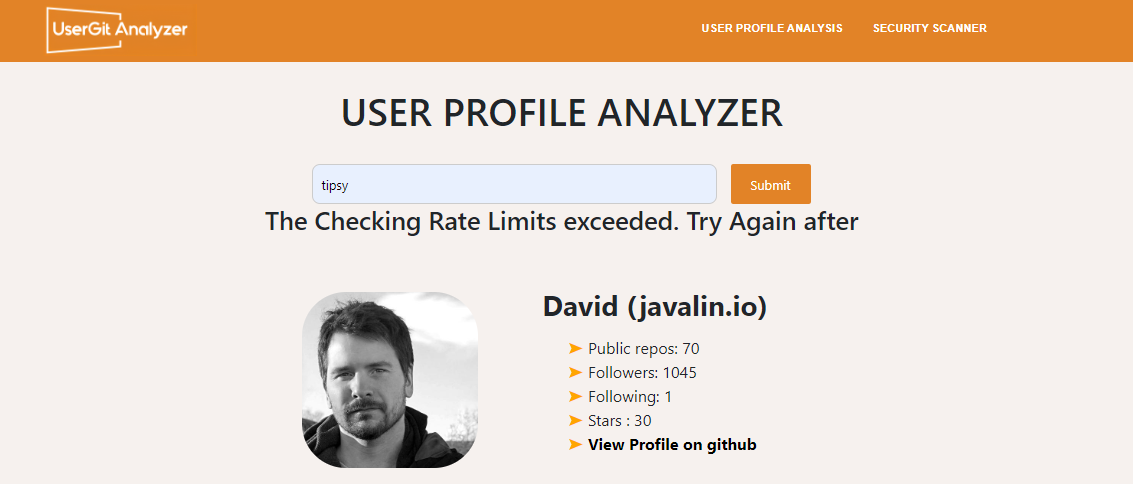 UserGit Analyzer
USER PROFILE ANALYSIS
SECURITY SCANNER
USER PROFILE ANALYZER
tipsy
Submit
The Checking Rate Limits exceeded. Try Again after
David (javalin.io)
Public repos: 70
Followers: 1045
Following: 1
Stars : 30
View Profile on github